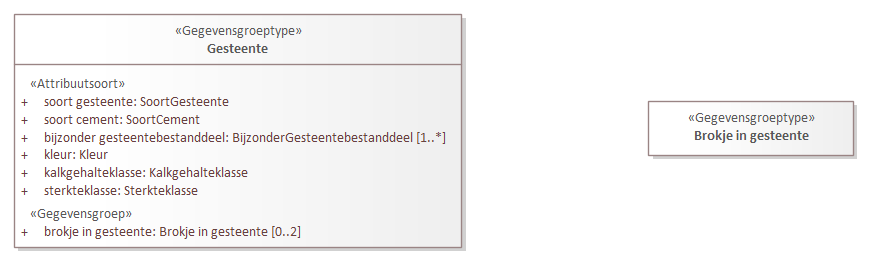 «Gegevensgroeptype»
Gesteente
«Attribuutsoort»
+ soort gesteente: SoortGesteente
+ soort cement: SoortCement
+ bijzonder gesteentebestanddeel: BijzonderGesteentebestanddeel [1..*]
+ kleur: Kleur
+ kalkgehalteklasse: Kalkgehalteklasse
+ sterkteklasse: Sterkteklasse
«Gegevensgroep»
+ brokje in gesteente: Brokje in gesteente [0..2]
«Gegevensgroeptype»
Brokje in gesteente